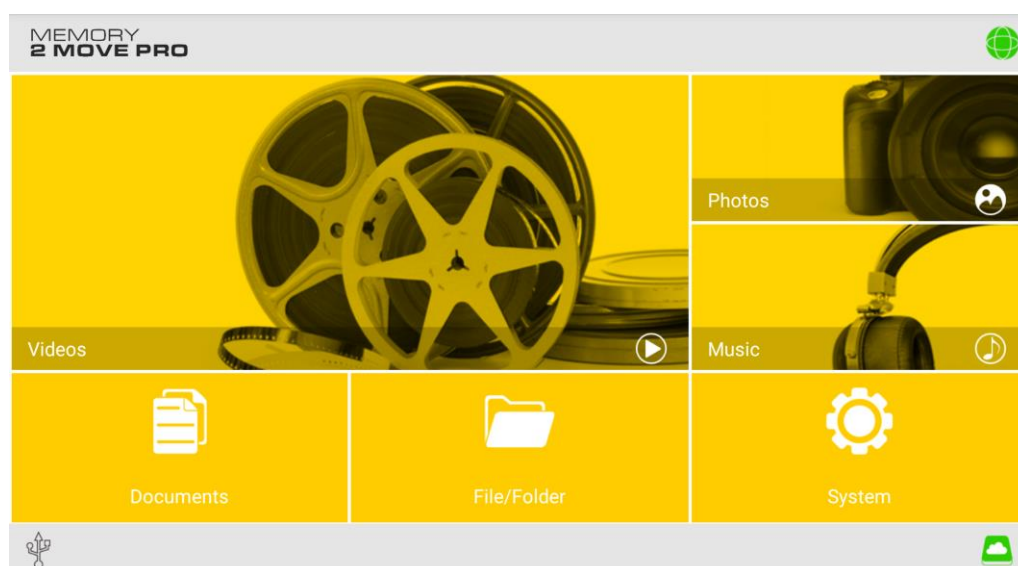 MEMORY
2 MOVE PRO
Photos
Videos
Music
Documents
File/Folder
System